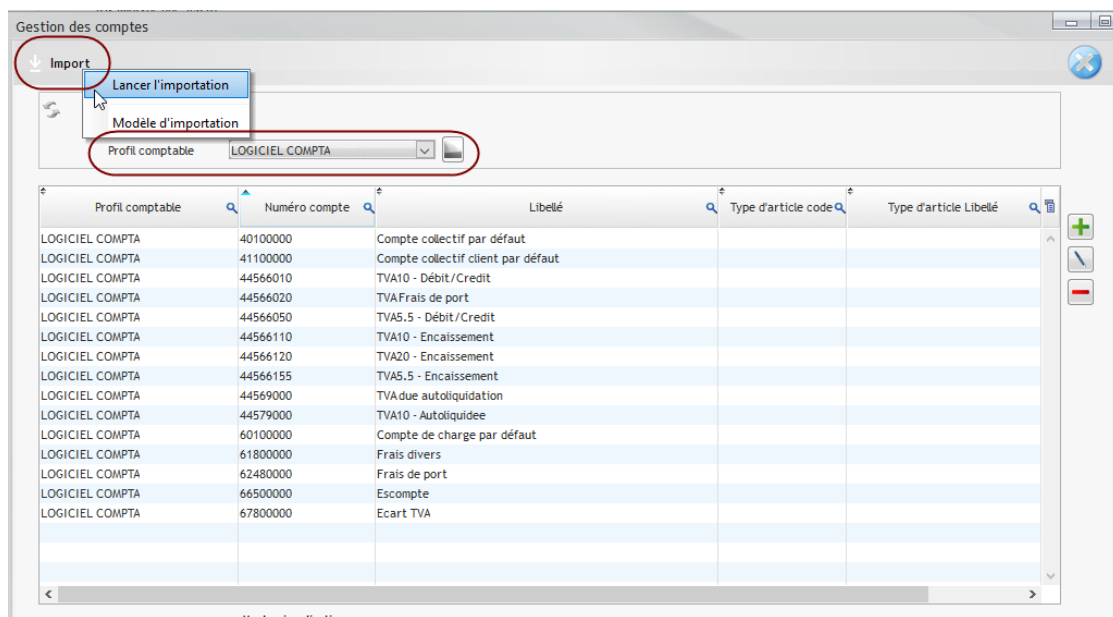 Gestion des comptes
Import
Lancer l'importation
Modèle d'importation
Profil comptable LOGICIEL COMPTA
Profil comptable Numéro compte Libellé Type d'article code Type d'article Libellé
LOGICIEL COMPTA 40100000 Compte collectif par défaut
LOGICIEL COMPTA 41100000 Compte collectif client par défaut
LOGICIEL COMPTA 44566010 TVA10 - Débit/Credit
LOGICIEL COMPTA 44566020 TVA Frais de port
LOGICIEL COMPTA 44566050 TVA5.5 - Débit/Credit
LOGICIEL COMPTA 44566110 TVA10 - Encaissement
LOGICIEL COMPTA 44566120 TVA20 - Encaissement
LOGICIEL COMPTA 44566155 TVA5.5 - Encaissement
LOGICIEL COMPTA 44569000 TVA due autoliquidation
LOGICIEL COMPTA 44579000 TVA10 - Autoliquidee
LOGICIEL COMPTA 60100000 Compte de charge par défaut
LOGICIEL COMPTA 61800000 Frais divers
LOGICIEL COMPTA 62480000 Frais de port
LOGICIEL COMPTA 66500000 Escompte
LOGICIEL COMPTA 67800000 Ecart TVA